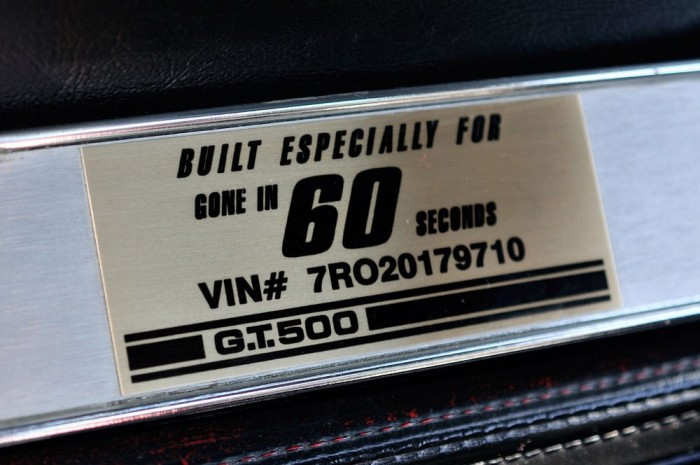 BUILT ESPECIALLY FOR
GONE IN 60 SECONDS
VIN# 7RO20179710
G.T.500